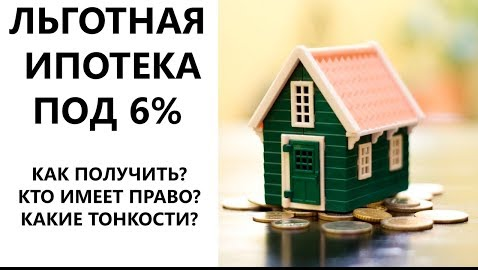 ЛЬГОТНАЯ
ИПОТЕКА
ПОД 6%
КАК ПОЛУЧИТЬ?
КТО ИМЕЕТ ПРАВО?
КАКИЕ ТОНКОСТИ?